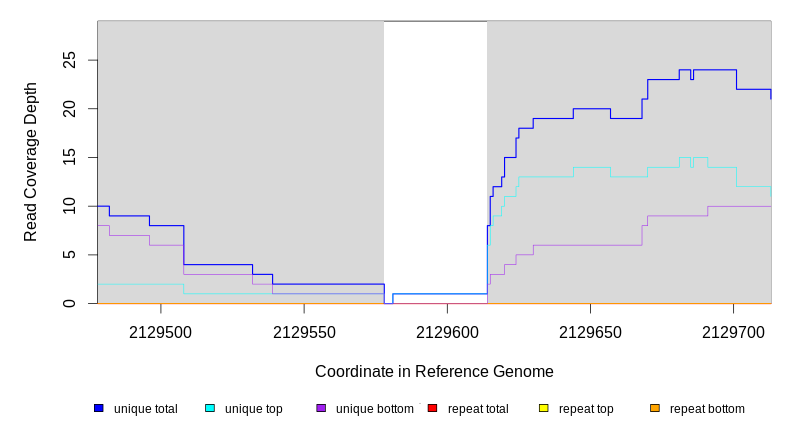 Read Coverage Depth
25
20
15
10
5
0
2129500 2129550 2129600 2129650 2129700
Coordinate in Reference Genome
unique total unique top unique bottom repeat total repeat top repeat bottom